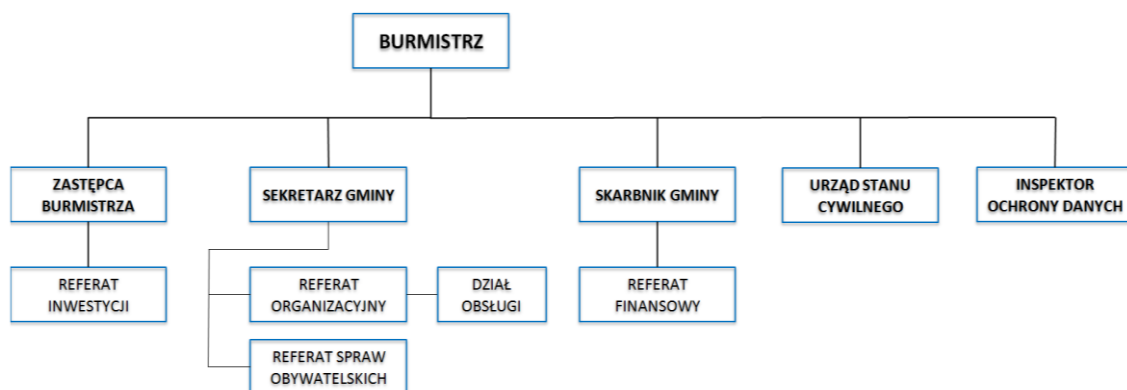 BURMISTRZ
ZASTĘPCA
BURMISTRZA
SEKRETARZ GMINY
SKARBNIK GMINY
URZĄD STANU
CYWILNEGO
INSPEKTOR
OCHRONY DANYCH
REFERAT
INWESTYCJI
REFERAT
ORGANIZACYJNY
DZIAŁ
OBSŁUGI
REFERAT
FINANSOWY
REFERAT SPRAW
OBYWATELSKICH